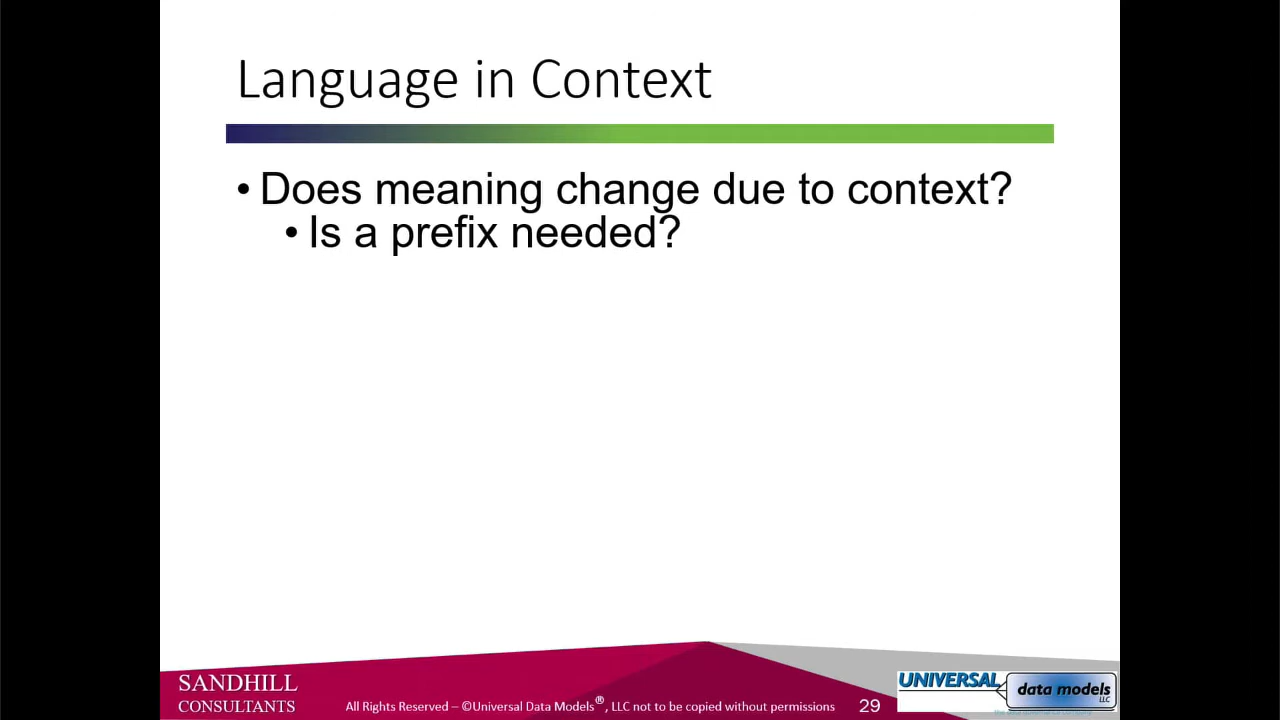 Language in Context
• Does meaning change due to context?
• Is a prefix needed?
SANDHILL
CONSULTANTS
All Rights Reserved – ©Universal Data Models®, LLC not to be copied without permissions
29
UNIVERSAL
data models
LLC